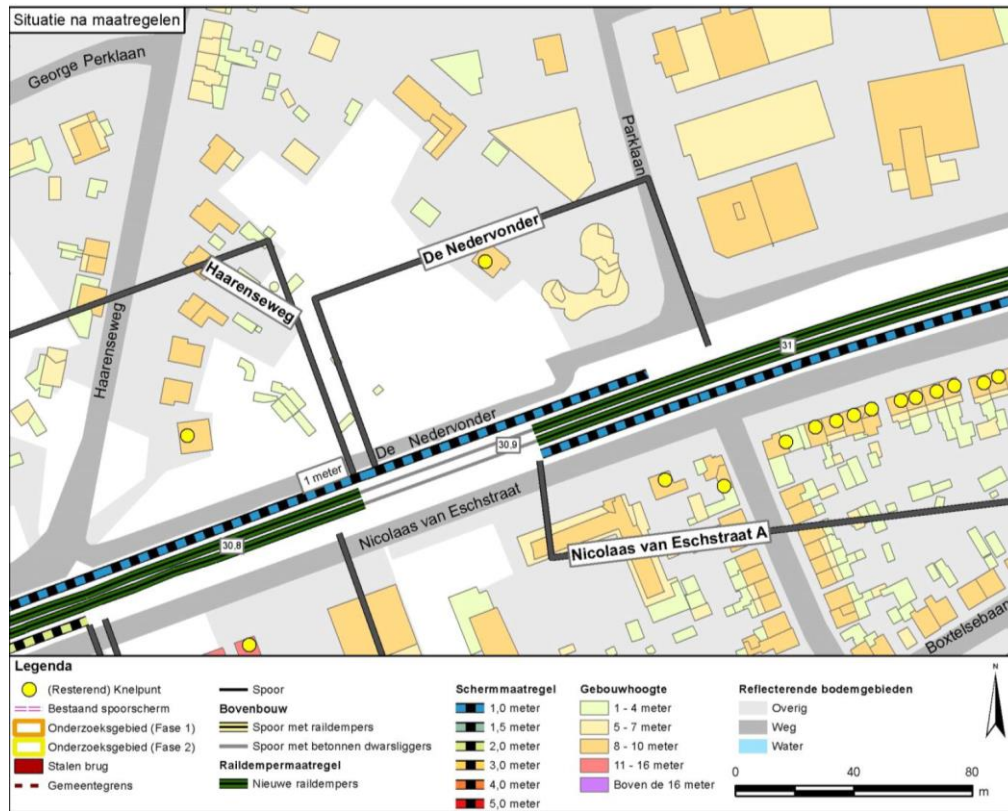 Situatie na maatregelen
George Perklaan
Parklaan
De Nedervonder
Haarenseweg
Haarenseweg
31
De Nedervonder
30,9
1 meter
Nicolaas van Eschstraat
30,8
Nicolaas van Eschstraat A
Boxtelsebaan
Legenda
(Resterend) Knelpunt
Bestaand spoorscherm
Onderzoeksgebied (Fase 1)
Onderzoeksgebied (Fase 2)
Stalen brug
Gemeentegrens
Spoor
Bovenbouw
Spoor met raildempers
Spoor met betonnen dwarsliggers
Raildempermaatregel
Nieuwe raildempers
Schermmaatregel
1,0 meter
1,5 meter
2,0 meter
3,0 meter
4,0 meter
5,0 meter
Gebouwhoogte
1 - 4 meter
5 - 7 meter
8 - 10 meter
11 - 16 meter
Boven de 16 meter
Reflecterende bodemgebieden
Overig
Weg
Water
N
0 40 80
m